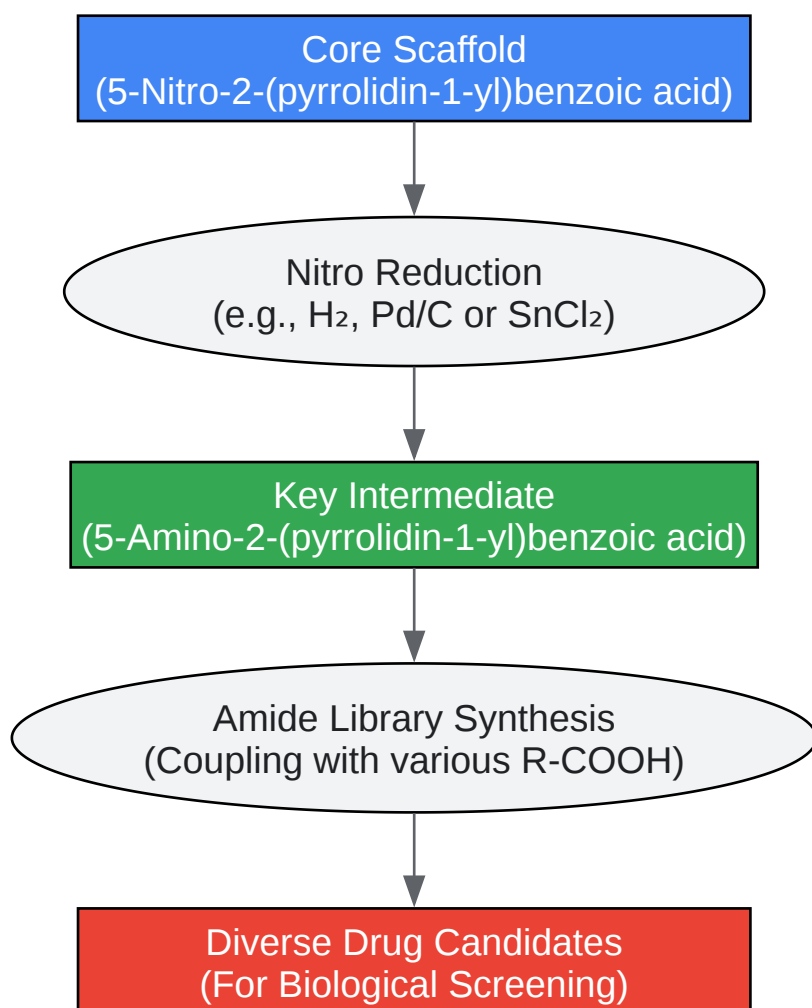 Core Scaffold
(5-Nitro-2-(pyrrolidin-1-yl)benzoic acid)
Nitro Reduction
(e.g., H₂, Pd/C or SnCl₂)
Key Intermediate
(5-Amino-2-(pyrrolidin-1-yl)benzoic acid)
Amide Library Synthesis
(Coupling with various R-COOH)
Diverse Drug Candidates
(For Biological Screening)